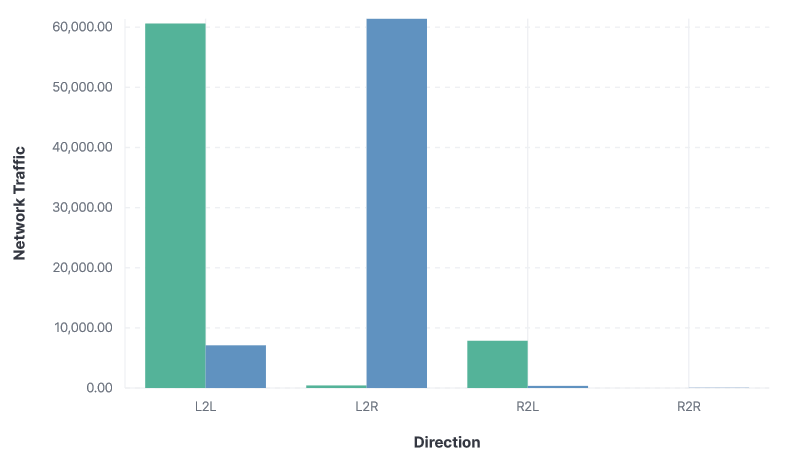 60,000.00
50,000.00
40,000.00
30,000.00
20,000.00
10,000.00
0.00
Network Traffic
L2L
L2R
R2L
R2R
Direction